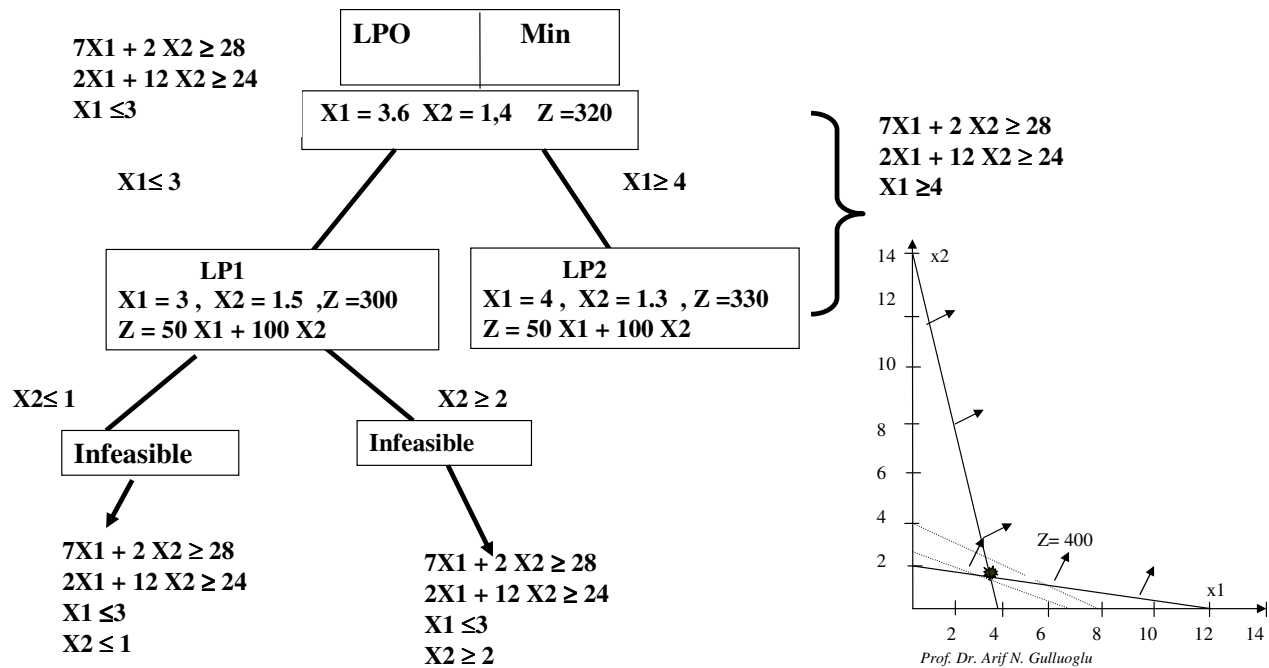 LPO Min
7X1 + 2 X2 ≥ 28
2X1 + 12 X2 ≥ 24
X1 ≤3
X1 = 3.6 X2 = 1,4 Z =320
7X1 + 2 X2 ≥ 28
2X1 + 12 X2 ≥ 24
X1 ≥4
X1≤ 3
X1≥ 4
LP1
X1 = 3 , X2 = 1.5 ,Z =300
Z = 50 X1 + 100 X2
LP2
X1 = 4 , X2 = 1.3 , Z =330
Z = 50 X1 + 100 X2
X2≤ 1
X2 ≥ 2
Infeasible
Infeasible
7X1 + 2 X2 ≥ 28
2X1 + 12 X2 ≥ 24
X1 ≤3
X2 ≤ 1
7X1 + 2 X2 ≥ 28
2X1 + 12 X2 ≥ 24
X1 ≤3
X2 ≥ 2
14
x2
12
10
8
6
4
Z= 400
2
x1
2 4 6 8 10 12 14
Prof. Dr. Arif N. Gulluoglu